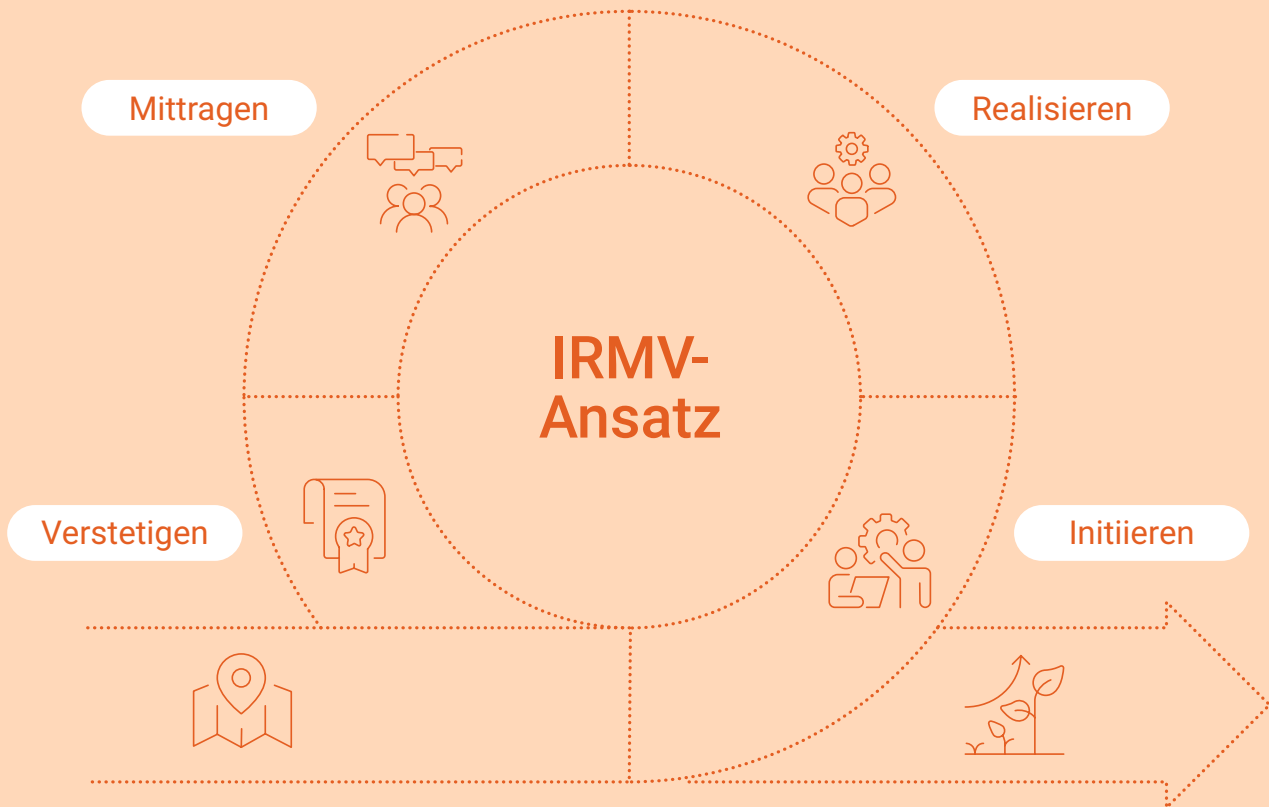 Mittragen
Realisieren
IRMV-
Ansatz
Verstetigen
Initiieren